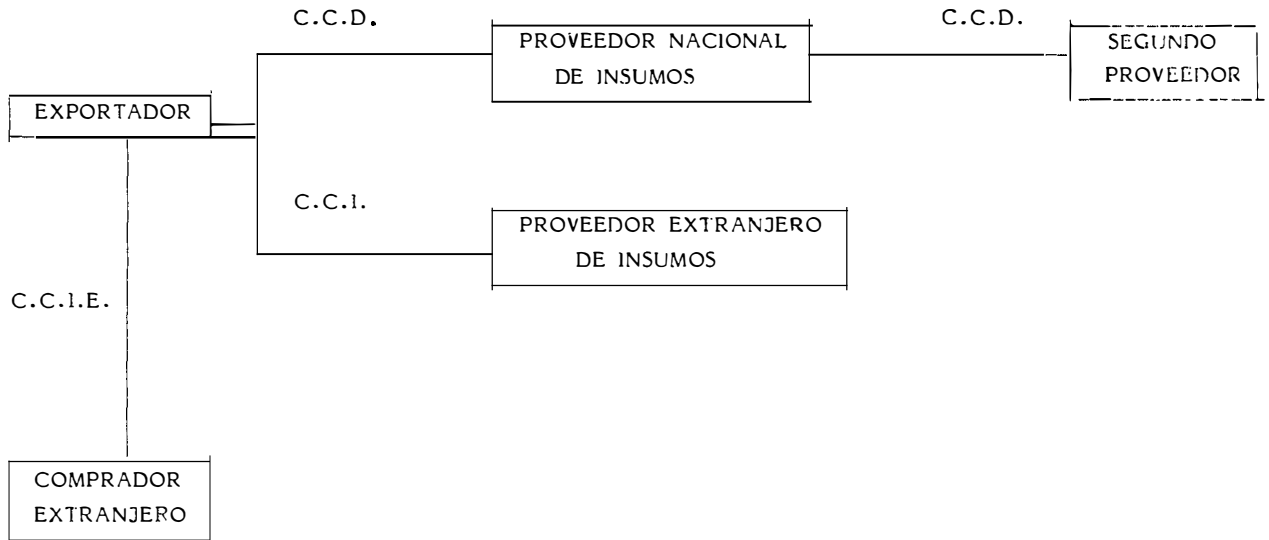 C.C.D.
C.C.D.
PROVEEDOR NACIONAL
DE INSUMOS
SEGUNDO
PROVEEDOR
EXPORTADOR
C.C.I.
PROVEEDOR EXTRANJERO
DE INSUMOS
C.C.I.E.
COMPRADOR
EXTRANJERO